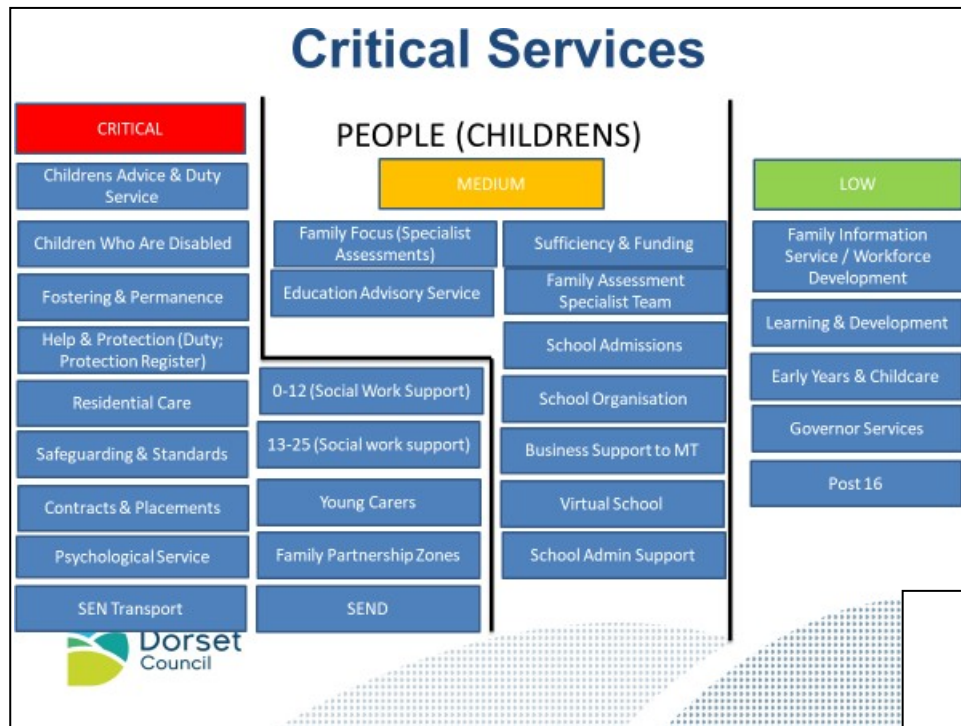 Critical Services
CRITICAL
Childrens Advice & Duty
Service
Children Who Are Disabled
Fostering & Permanence
Help & Protection (Duty;
Protection Register)
Residential Care
Safeguarding & Standards
Contracts & Placements
Psychological Service
SEN Transport
0-12 (Social Work Support)
13-25 (Social work support)
Young Carers
Family Partnership Zones
SEND
PEOPLE (CHILDRENS)
MEDIUM
Family Focus (Specialist
Assessments)
Education Advisory Service
Sufficiency & Funding
Family Assessment
Specialist Team
School Admissions
School Organisation
Business Support to MT
Virtual School
School Admin Support
LOW
Family Information
Service / Workforce
Development
Learning & Development
Early Years & Childcare
Governor Services
Post 16
Dorset
Council